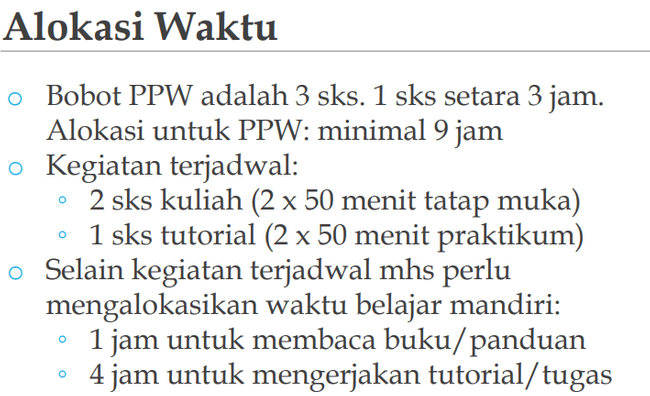 Alokasi Waktu
Bobot PPW adalah 3 sks. 1 sks setara 3 jam.
Alokasi untuk PPW: minimal 9 jam
Kegiatan terjadwal:
2 sks kuliah (2 x 50 menit tatap muka)
1 sks tutorial (2 x 50 menit praktikum)
Selain kegiatan terjadwal mhs perlu
mengalokasikan waktu belajar mandiri:
1 jam untuk membaca buku/panduan
4 jam untuk mengerjakan tutorial/tugas